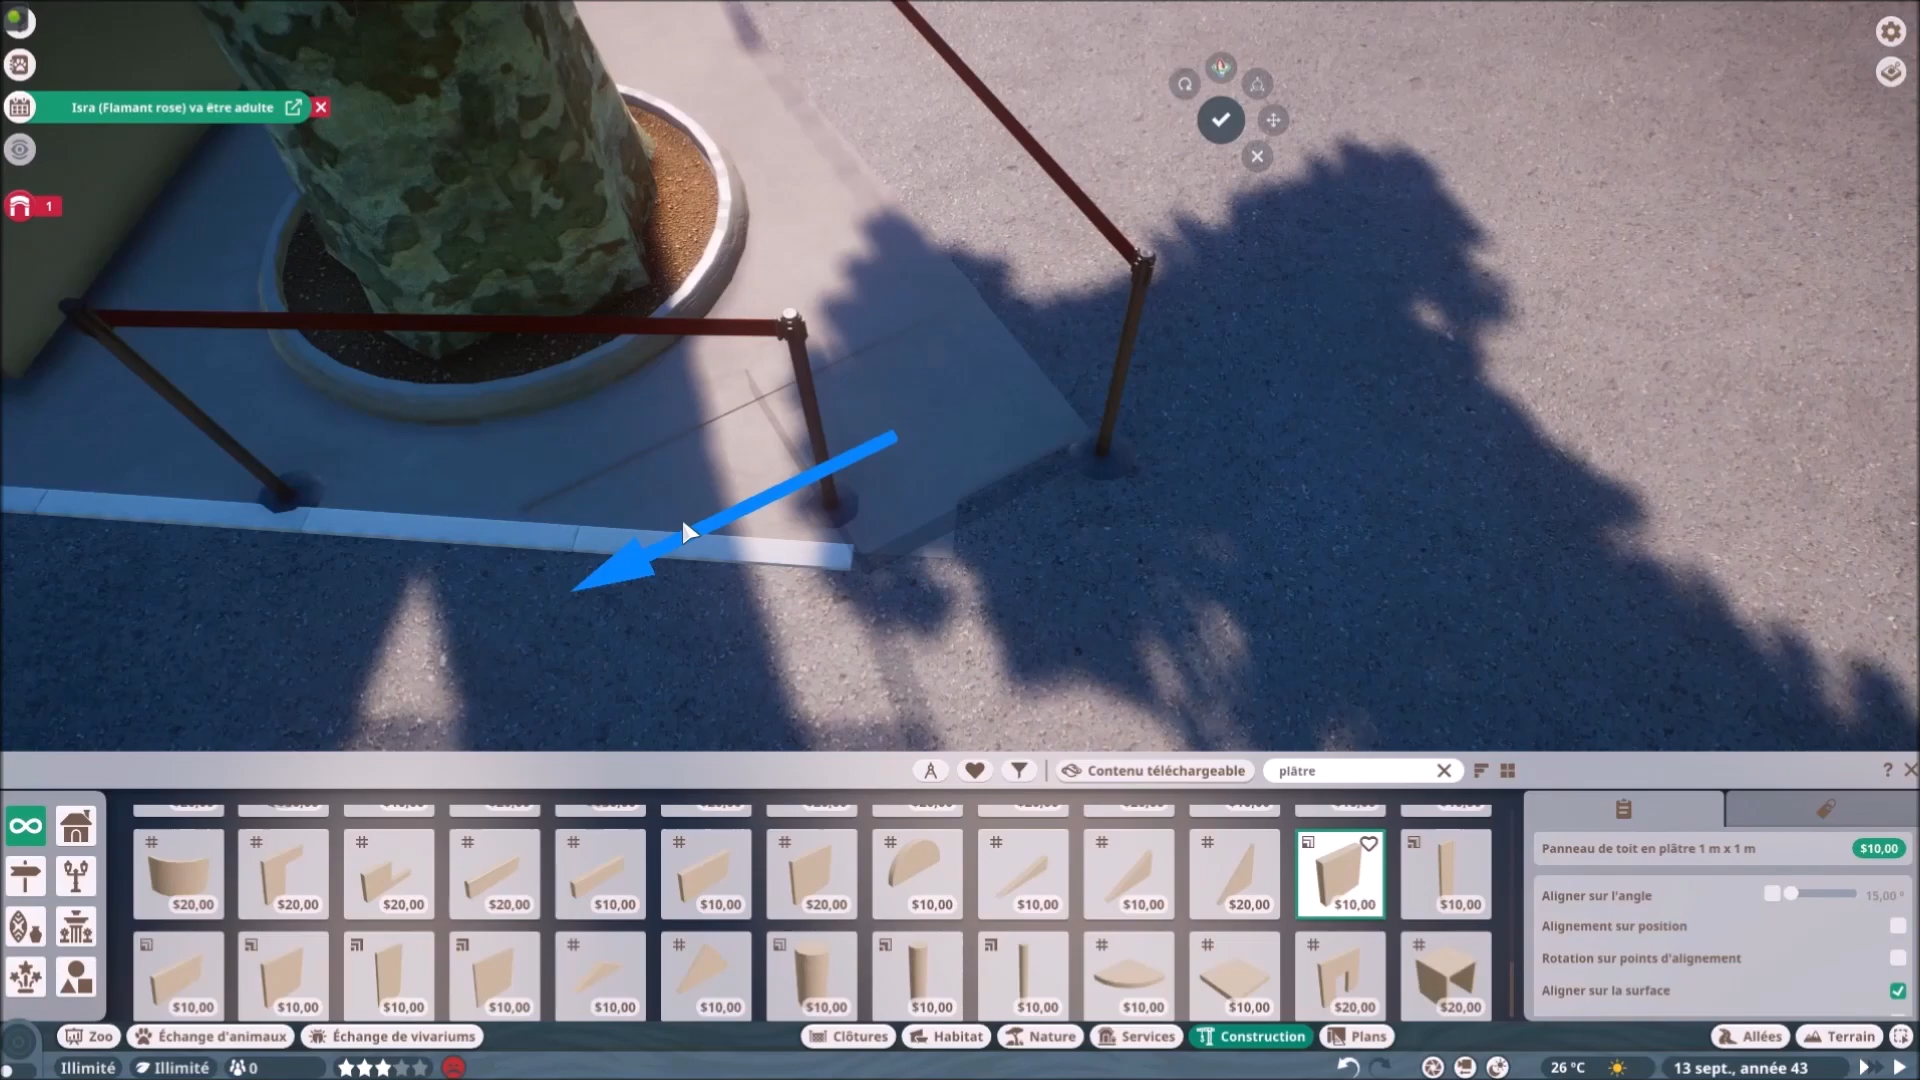 Isra (Flamant rose) va être adulte
1
Contenu téléchargeable
plâtre
?
$20,00 $20,00 $20,00 $20,00 $10,00 $10,00 $20,00 $10,00 $10,00 $10,00 $20,00 $10,00 $10,00
$10,00 $10,00 $10,00 $10,00 $10,00 $10,00 $10,00 $10,00 $10,00 $10,00 $10,00 $20,00 $20,00
Panneau de toit en plâtre 1 m x 1 m $10,00
Aligner sur l'angle 15,00 °
Alignement sur position
Rotation sur points d'alignement
Aligner sur la surface
Zoo Échange d'animaux Échange de vivariums Clôtures Habitat Nature Services Construction Plans Allées Terrain
Illimité Illimité 0 26 °C 13 sept., année 43